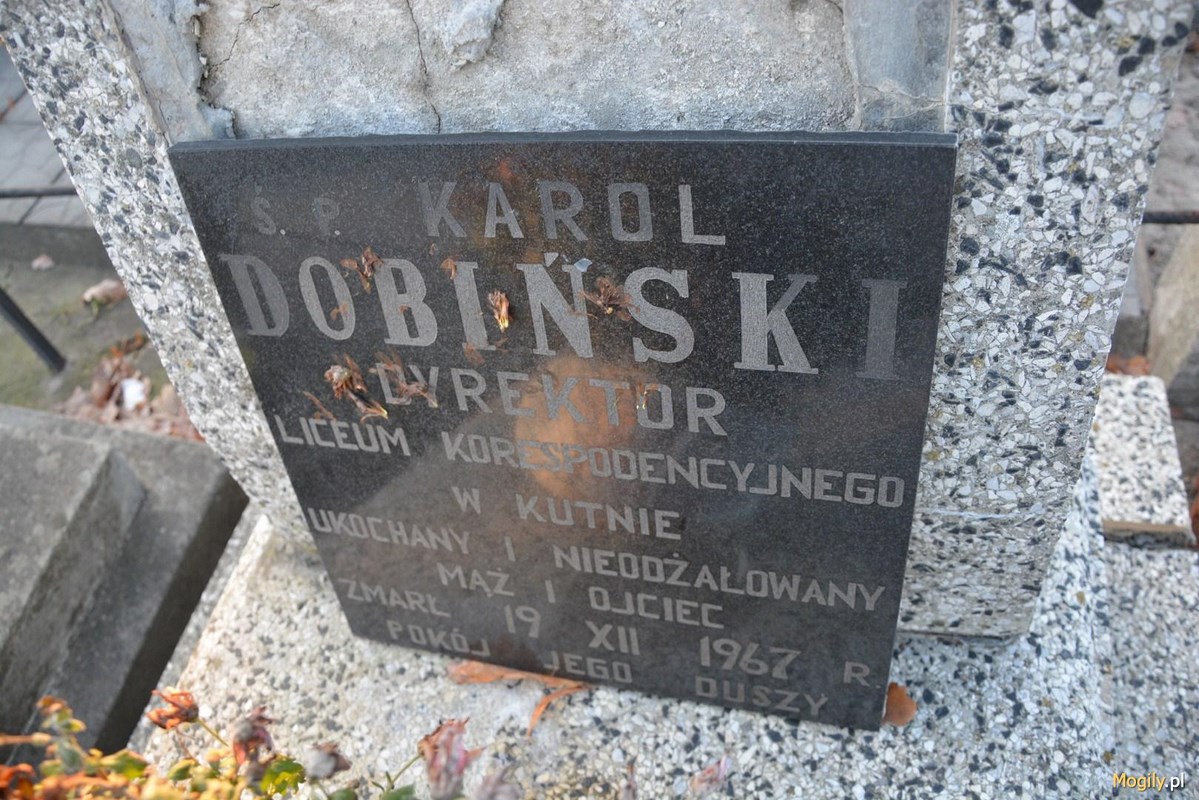 Ś. P. KAROL
DOBIŃSKI
DYREKTOR
LICEUM KORESPODENCYJNEGO
W KUTNIE
UKOCHANY I NIEODŻAŁOWANY
MĄŻ I OJCIEC
ZMARŁ 19 XII 1967 R
POKÓJ JEGO DUSZY
Mogily.pl